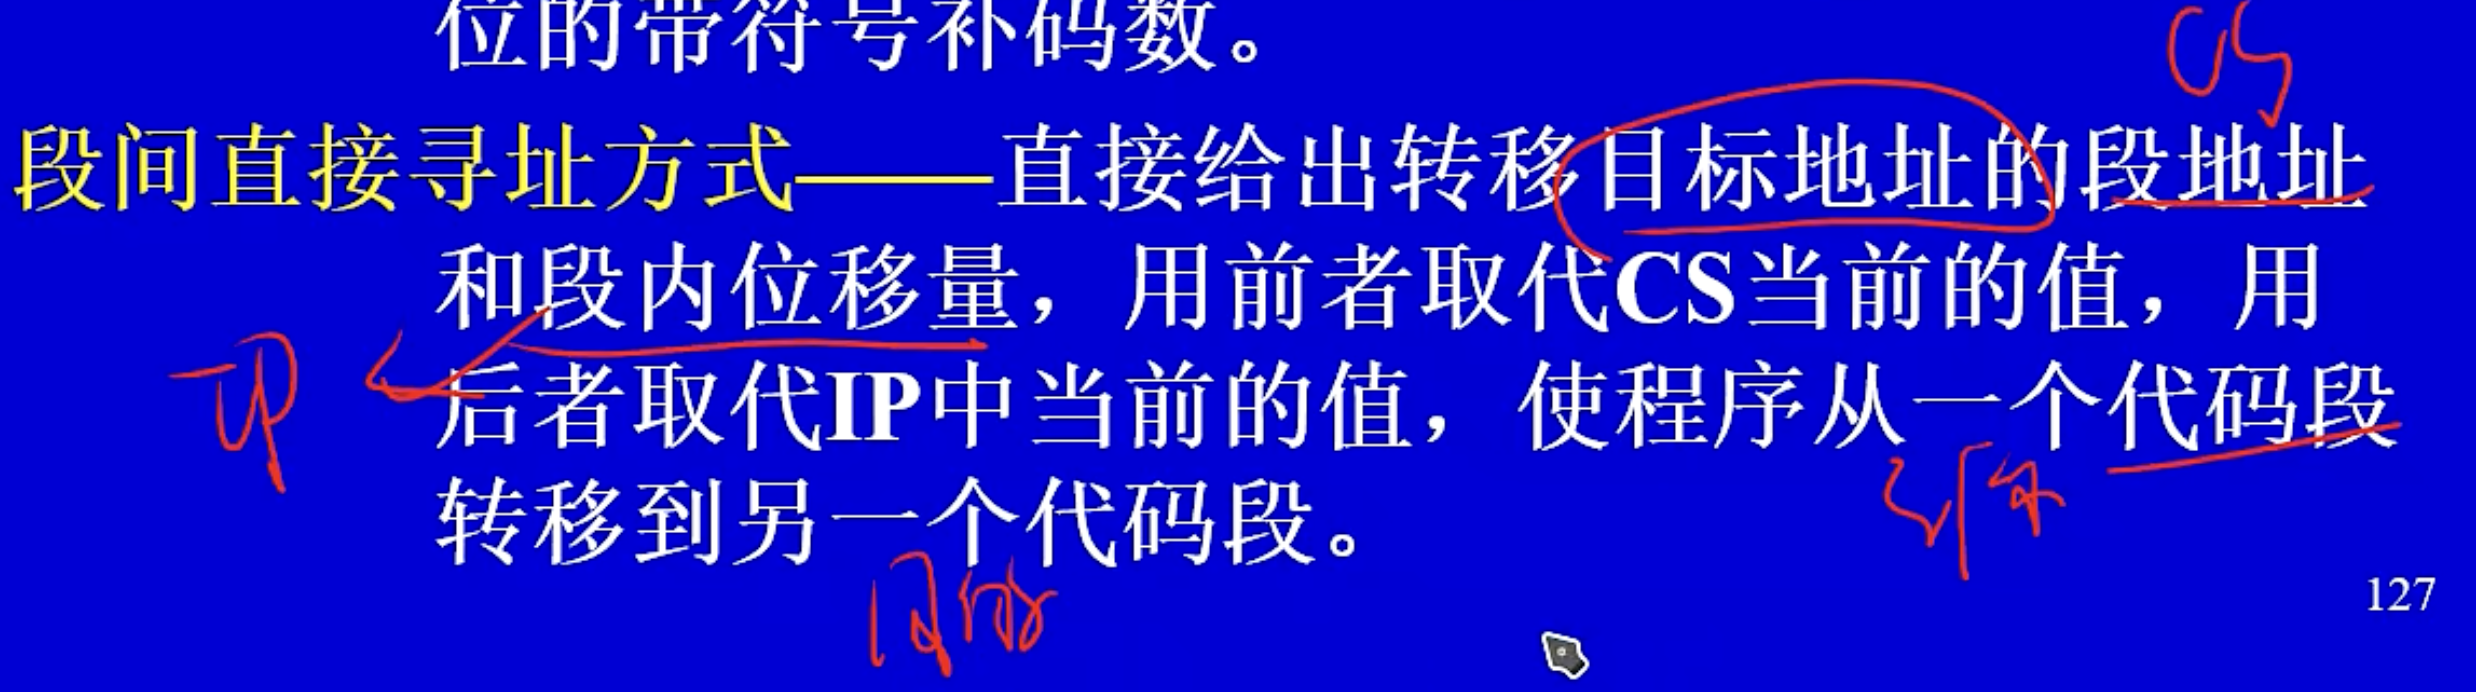 位的带符号补码数。
CS
段间直接寻址方式——直接给出转移目标地址的段地址
和段内位移量，用前者取代CS当前的值，用
IP
后者取代IP中当前的值，使程序从一个代码段
转移到另一个代码段。
127